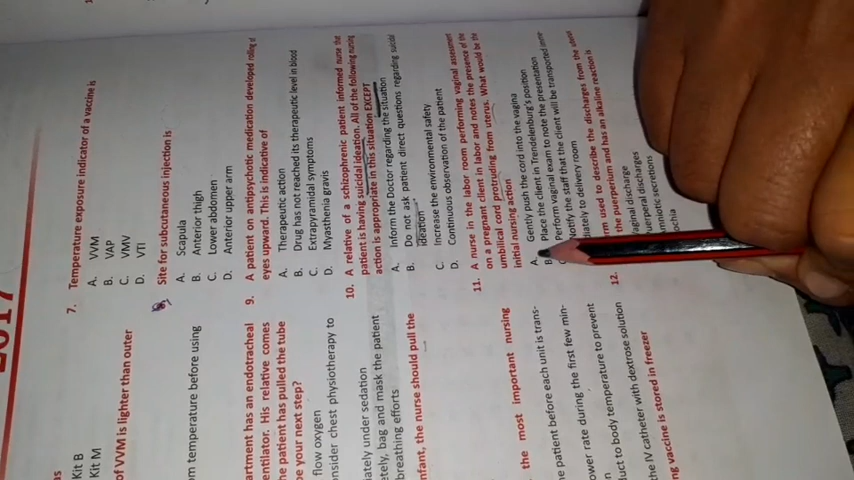 2017
as
Kit B
Kit M
of VVM is lighter than outer
m temperature before using
artment has an endotracheal
entilator. His relative comes
he patient has pulled the tube
be your next step?
flow oxygen
nsider chest physiotherapy to
iately under sedation
etely, bag and mask the patient
breathing efforts
nfant, the nurse should pull the
the most important nursing
e patient before each unit is trans-
ower rate during the first few min-
n
duct to body temperature to prevent
the IV catheter with dextrose solution
ng vaccine is stored in freezer
7. Temperature exposure indicator of a vaccine is
A. VVM
B. VAP
C. VMV
D. VTI
8. Site for subcutaneous injection is
A. Scapula
B. Anterior thigh
C. Lower abdomen
D. Anterior upper arm
9. A patient on antipsychotic medication developed rolling of
eyes upward. This is indicative of
A. Therapeutic action
B. Drug has not reached its therapeutic level in blood
C. Extrapyramidal symptoms
D. Myasthenia gravis
10. A relative of a schizophrenic patient informed nurse the
patient is having suicidal ideation. All of the following nursing
action is appropriate in this situation EXCEPT
A. Inform the Doctor regarding the situation
B. Do not ask patient direct questions regarding suicidal
ideation
C. Increase the environmental safety
D. Continuous observation of the patient
11. A nurse in the labor room performing vaginal assessment
on a pregnant client in labor and notes the presence of the
umbilical cord protruding from uterus. What would be the
initial nursing action
A. Gently push the cord into the vagina
B. Place the client in Trendelenburg's position
Perform vaginal exam to note the presentation
Notify the staff that the client will be transported
iately to delivery room
12. rm used to describe the discharges from the uterus
the puerperium and has an alkaline reaction is
Vaginal discharge
uerperal discharges
mniotic secretions
ochia